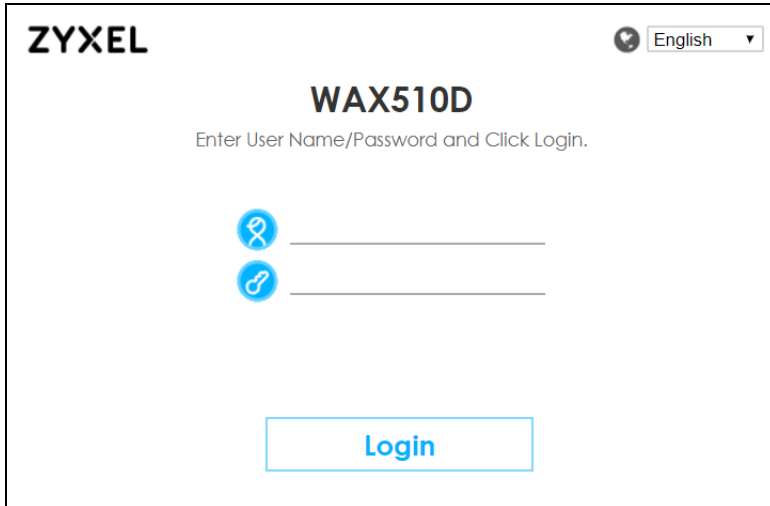 ZYXEL
English
WAX510D
Enter User Name/Password and Click Login.
Login